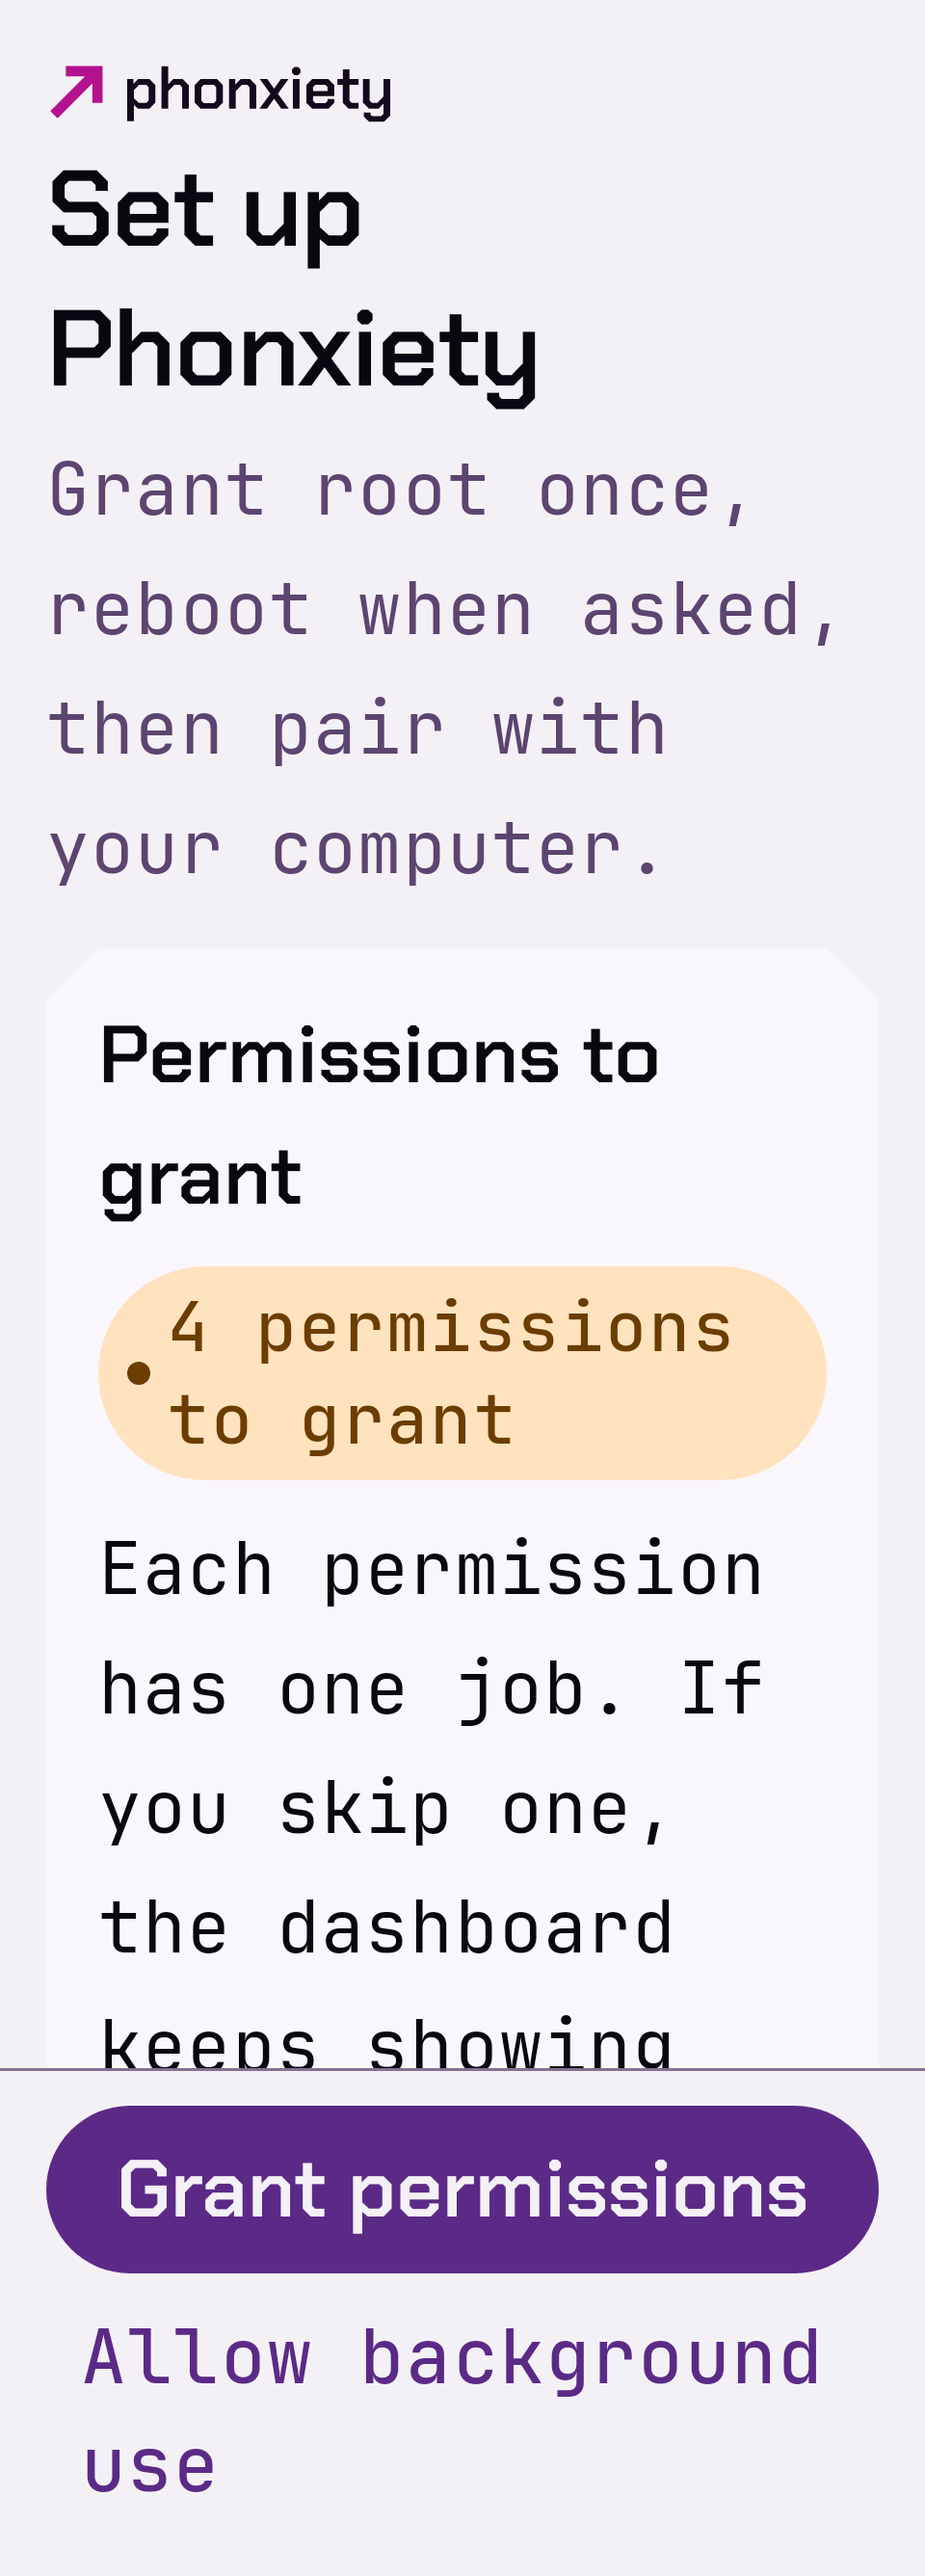 phonxiety
Set up
Phonxiety
Grant root once,
reboot when asked,
then pair with
your computer.
Permissions to
grant
4 permissions
to grant
Each permission
has one job. If
you skip one,
the dashboard
keeps showing
Grant permissions
Allow background
use